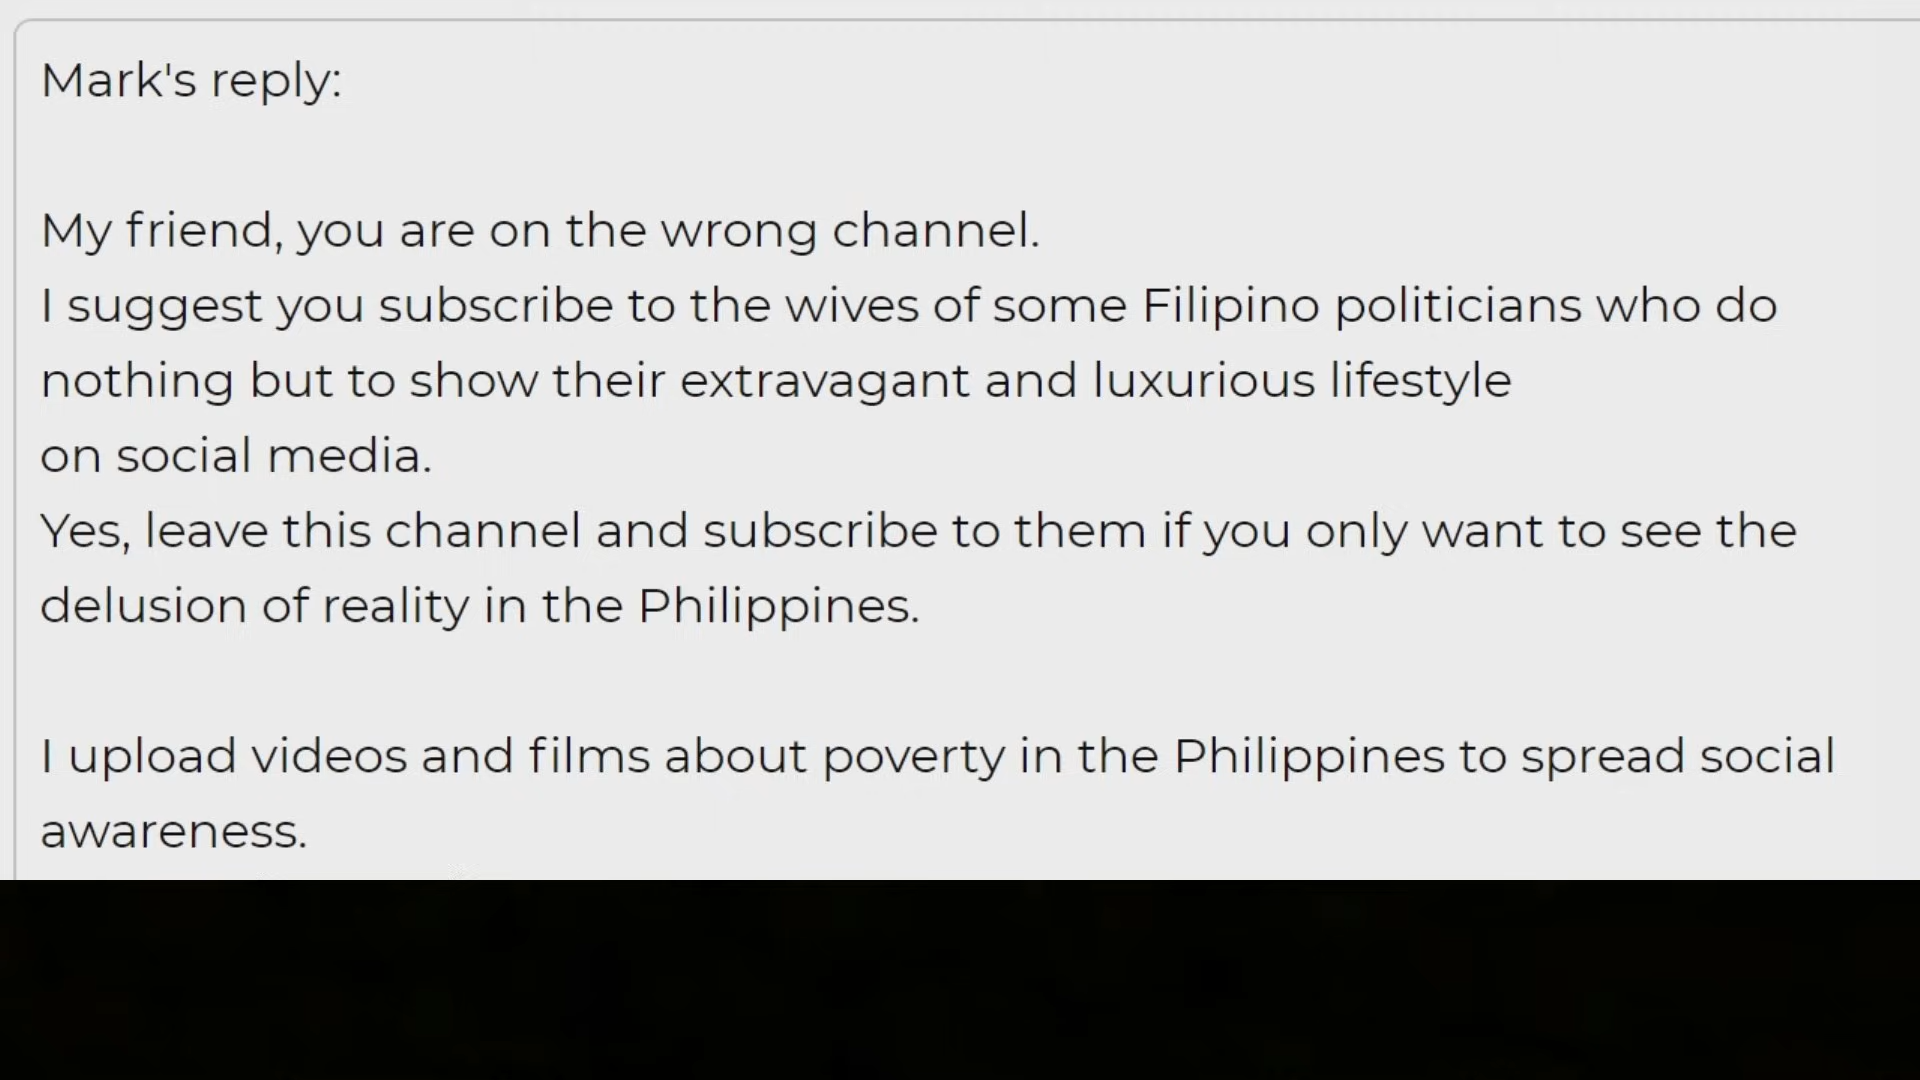 Mark's reply:
My friend, you are on the wrong channel.
I suggest you subscribe to the wives of some Filipino politicians who do
nothing but to show their extravagant and luxurious lifestyle
on social media.
Yes, leave this channel and subscribe to them if you only want to see the
delusion of reality in the Philippines.
I upload videos and films about poverty in the Philippines to spread social
awareness.